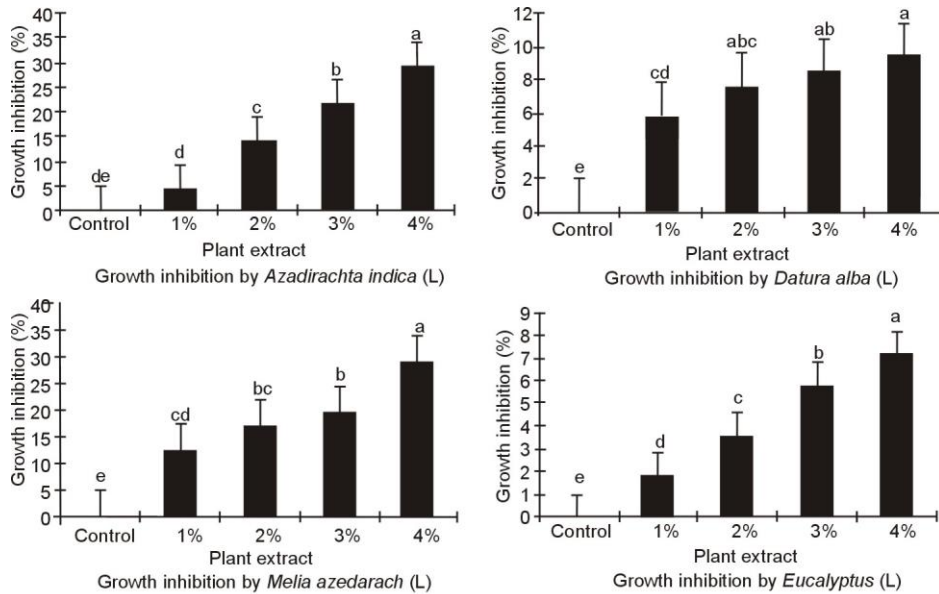 Growth inhibition (%)
40
35
30
25
20
15
10
5
0
de
d
c
b
a
Control 1% 2% 3% 4%
Plant extract
Growth inhibition by Azadirachta indica (L)
Growth inhibition (%)
12
10
8
6
4
2
0
e
cd
abc
ab
a
Control 1% 2% 3% 4%
Plant extract
Growth inhibition by Datura alba (L)
Growth inhibition (%)
40
35
30
25
20
15
10
5
0
e
cd
bc
b
a
Control 1% 2% 3% 4%
Plant extract
Growth inhibition by Melia azedarach (L)
Growth inhibition (%)
9
8
7
6
5
4
3
2
1
0
e
d
c
b
a
Control 1% 2% 3% 4%
Plant extract
Growth inhibition by Eucalyptus (L)